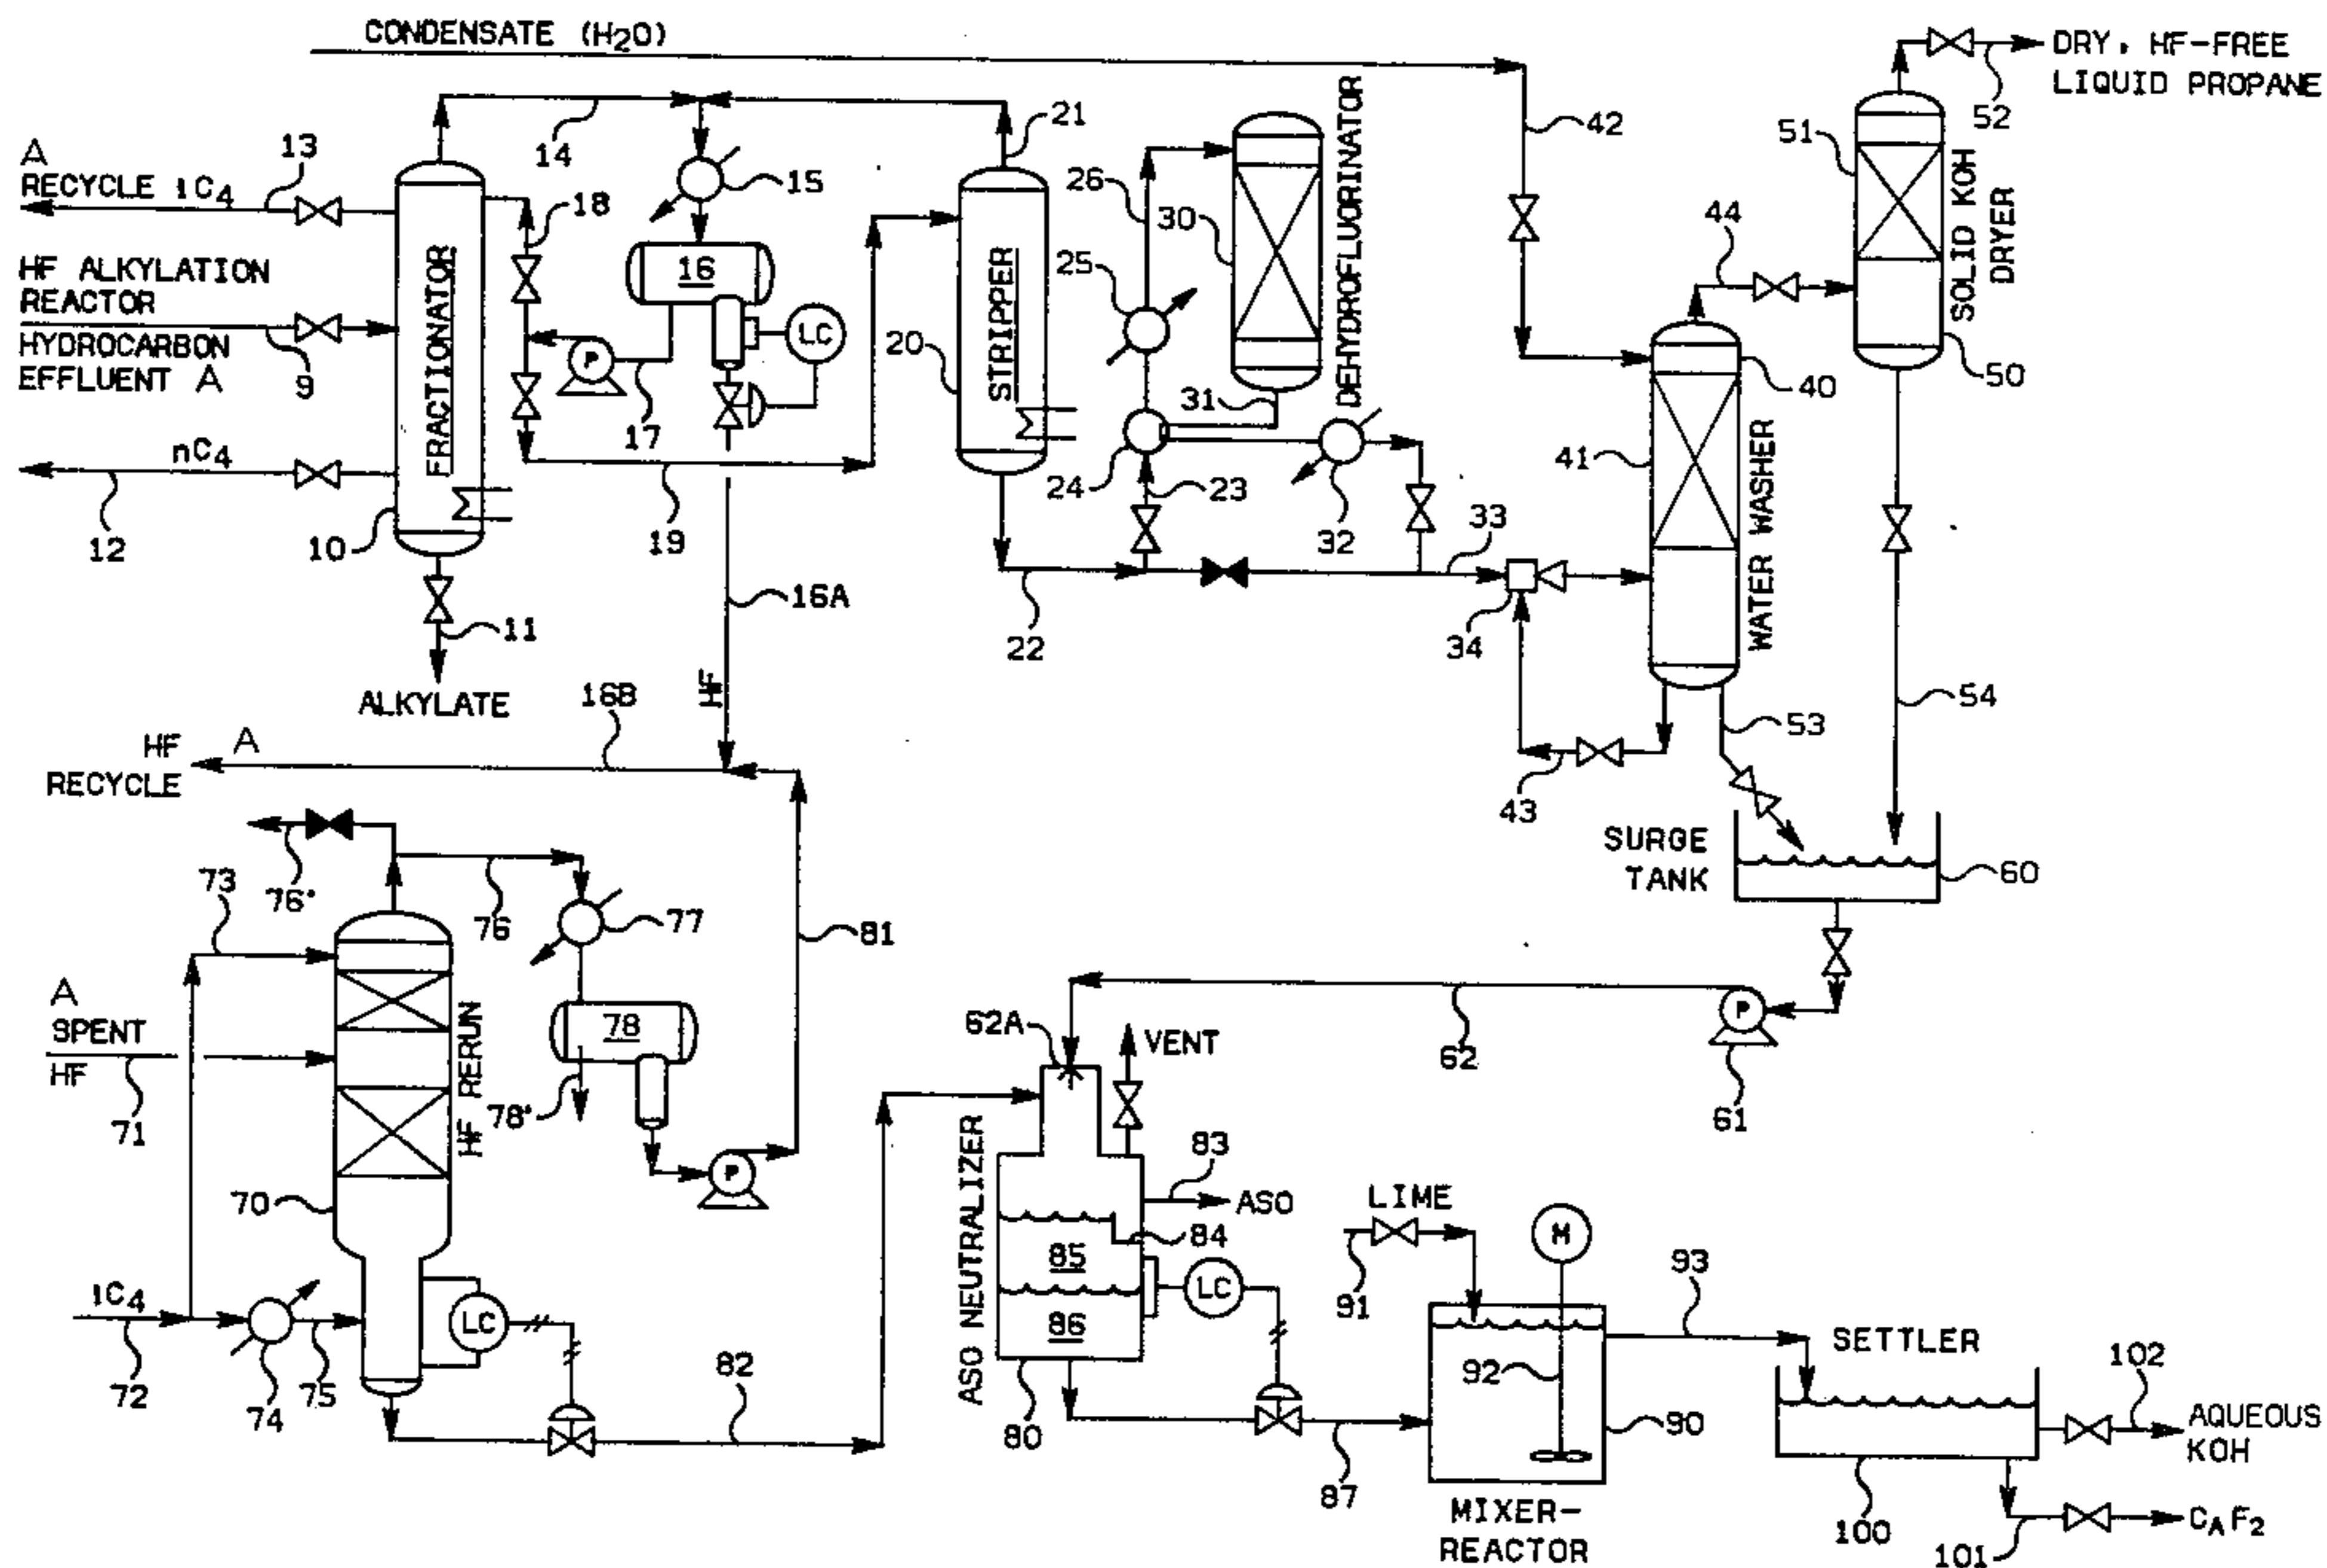 CONDENSATE (H2O)
DRY, HF-FREE
LIQUID PROPANE
52
42
21
14
13
A
RECYCLE iC4
15
18
26
51
DEHYDROFLUORINATOR
SOLID KOH
DRYER
44
30
25
16
LC
HF ALKYLATION
REACTOR
HYDROCARBON
EFFLUENT A
9
FRACTIONATOR
P
17
20
STRIPPER
31
40
50
nC4
12
10
19
24
23
32
33
41
WATER WASHER
11
ALKYLATE
16A
22
34
HF
16B
HF A
RECYCLE
43
53
54
SURGE
TANK
60
76'
73
76
77
81
A
SPENT
HF
71
HF RERUN
78
78'
P
70
62A
VENT
62
P
61
83
ASO
84
85
86
LC
ASO NEUTRALIZER
80
LIME
91
M
92
93
90
MIXER-
REACTOR
87
SETTLER
102
AQUEOUS
KOH
100
101
CAF2
iC4
72
74
75
LC
82